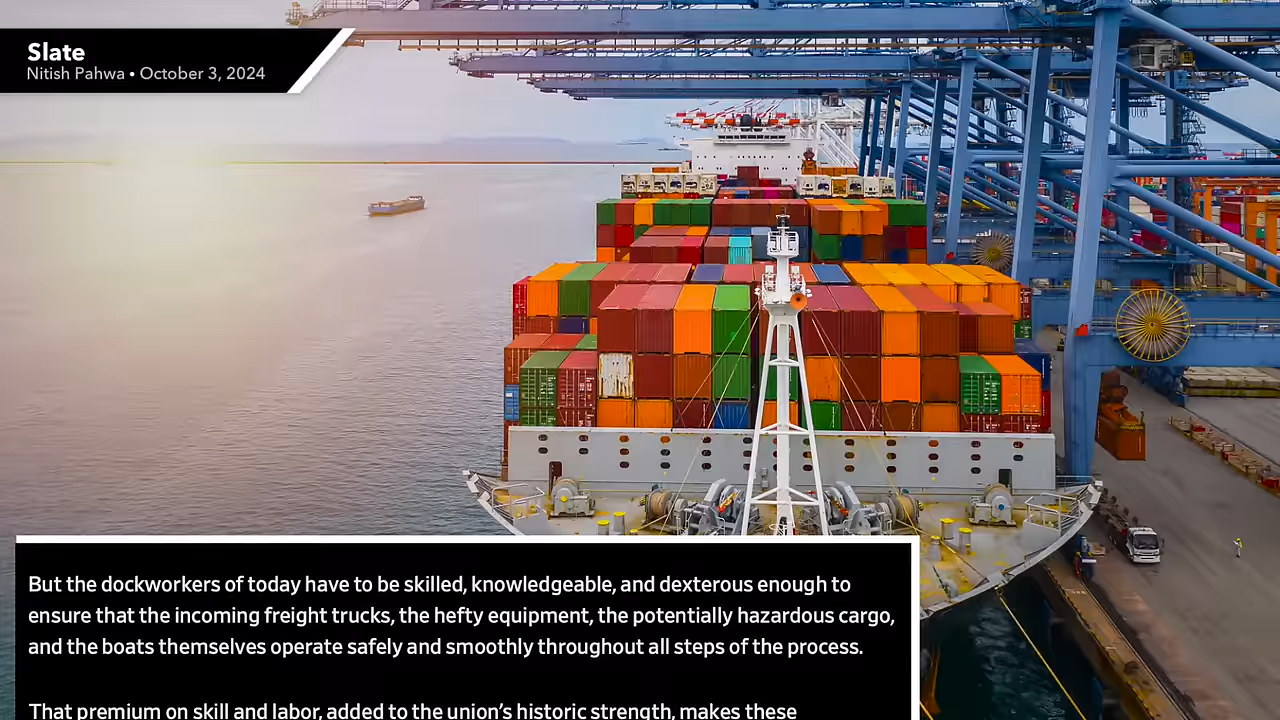 Slate
Nitish Pahwa • October 3, 2024
But the dockworkers of today have to be skilled, knowledgeable, and dexterous enough to
ensure that the incoming freight trucks, the hefty equipment, the potentially hazardous cargo,
and the boats themselves operate safely and smoothly throughout all steps of the process.
That premium on skill and labor, added to the union’s historic strength, makes these